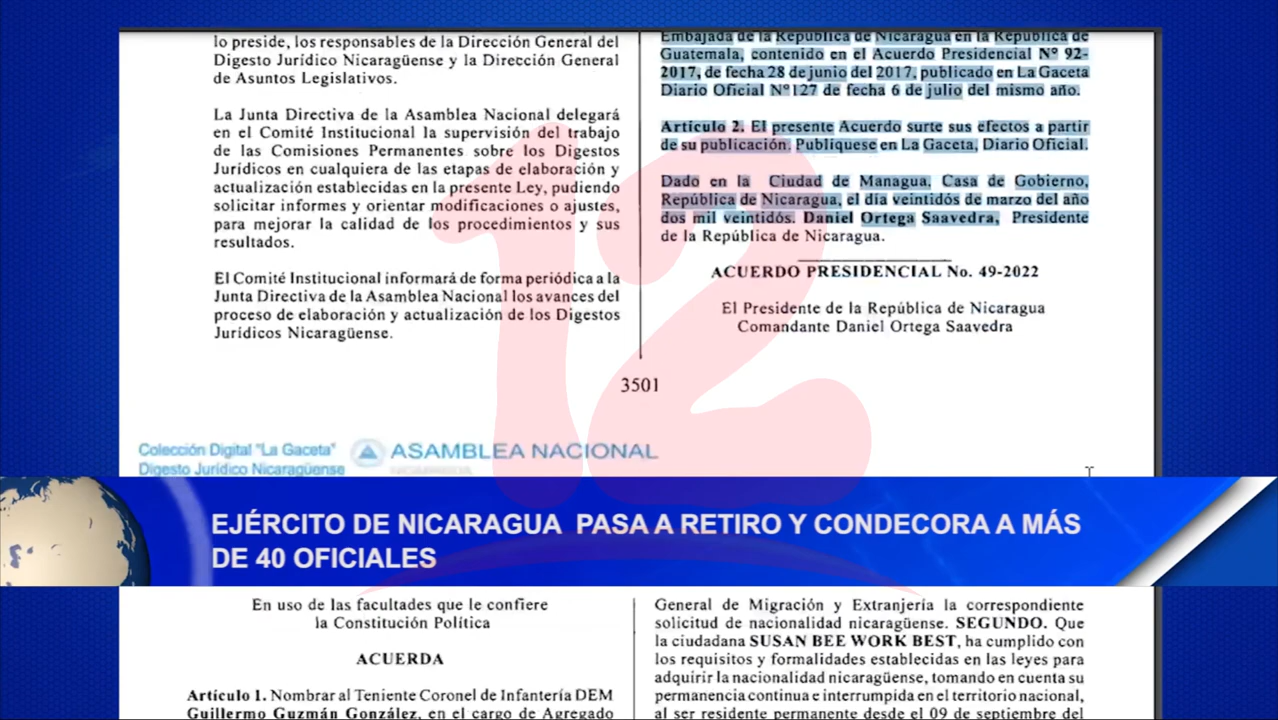 lo preside, los responsables de la Dirección General del
Digesto Jurídico Nicaragüense y la Dirección General
de Asuntos Legislativos.
La Junta Directiva de la Asamblea Nacional delegará
en el Comité Institucional la supervisión del trabajo
de las Comisiones Permanentes sobre los Digestos
Jurídicos en cualquiera de las etapas de elaboración y
actualización establecidas en la presente Ley, pudiendo
solicitar informes y orientar modificaciones o ajustes,
para mejorar la calidad de los procedimientos y sus
resultados.
El Comité Institucional informará de forma periódica a la
Junta Directiva de la Asamblea Nacional los avances del
proceso de elaboración y actualización de los Digestos
Jurídicos Nicaragüense.
Embajada de la República de Nicaragua en la República de
Guatemala, contenido en el Acuerdo Presidencial N° 92-
2017, de fecha 28 de junio del 2017, publicado en La Gaceta
Diario Oficial N°127 de fecha 6 de julio del mismo año.
Artículo 2. El presente Acuerdo surte sus efectos a partir
de su publicación. Publíquese en La Gaceta, Diario Oficial.
Dado en la Ciudad de Managua, Casa de Gobierno,
República de Nicaragua, el día veintidós de marzo del año
dos mil veintidós. Daniel Ortega Saavedra, Presidente
de la República de Nicaragua.
ACUERDO PRESIDENCIAL No. 49-2022
El Presidente de la República de Nicaragua
Comandante Daniel Ortega Saavedra
3501
12
Colección Digital "La Gaceta"
Digesto Jurídico Nicaragüense
ASAMBLEA NACIONAL
EJÉRCITO DE NICARAGUA PASA A RETIRO Y CONDECORA A MÁS
DE 40 OFICIALES
En uso de las facultades que le confiere
la Constitución Política
ACUERDA
Artículo 1. Nombrar al Teniente Coronel de Infantería DEM
Guillermo Guzmán González, en el cargo de Agregado
General de Migración y Extranjería la correspondiente
solicitud de nacionalidad nicaragüense. SEGUNDO. Que
la ciudadana SUSAN BEE WORK BEST, ha cumplido con
los requisitos y formalidades establecidas en las leyes para
adquirir la nacionalidad nicaragüense, tomando en cuenta su
permanencia continua e interrumpida en el territorio nacional,
al ser residente permanente desde el 09 de septiembre del